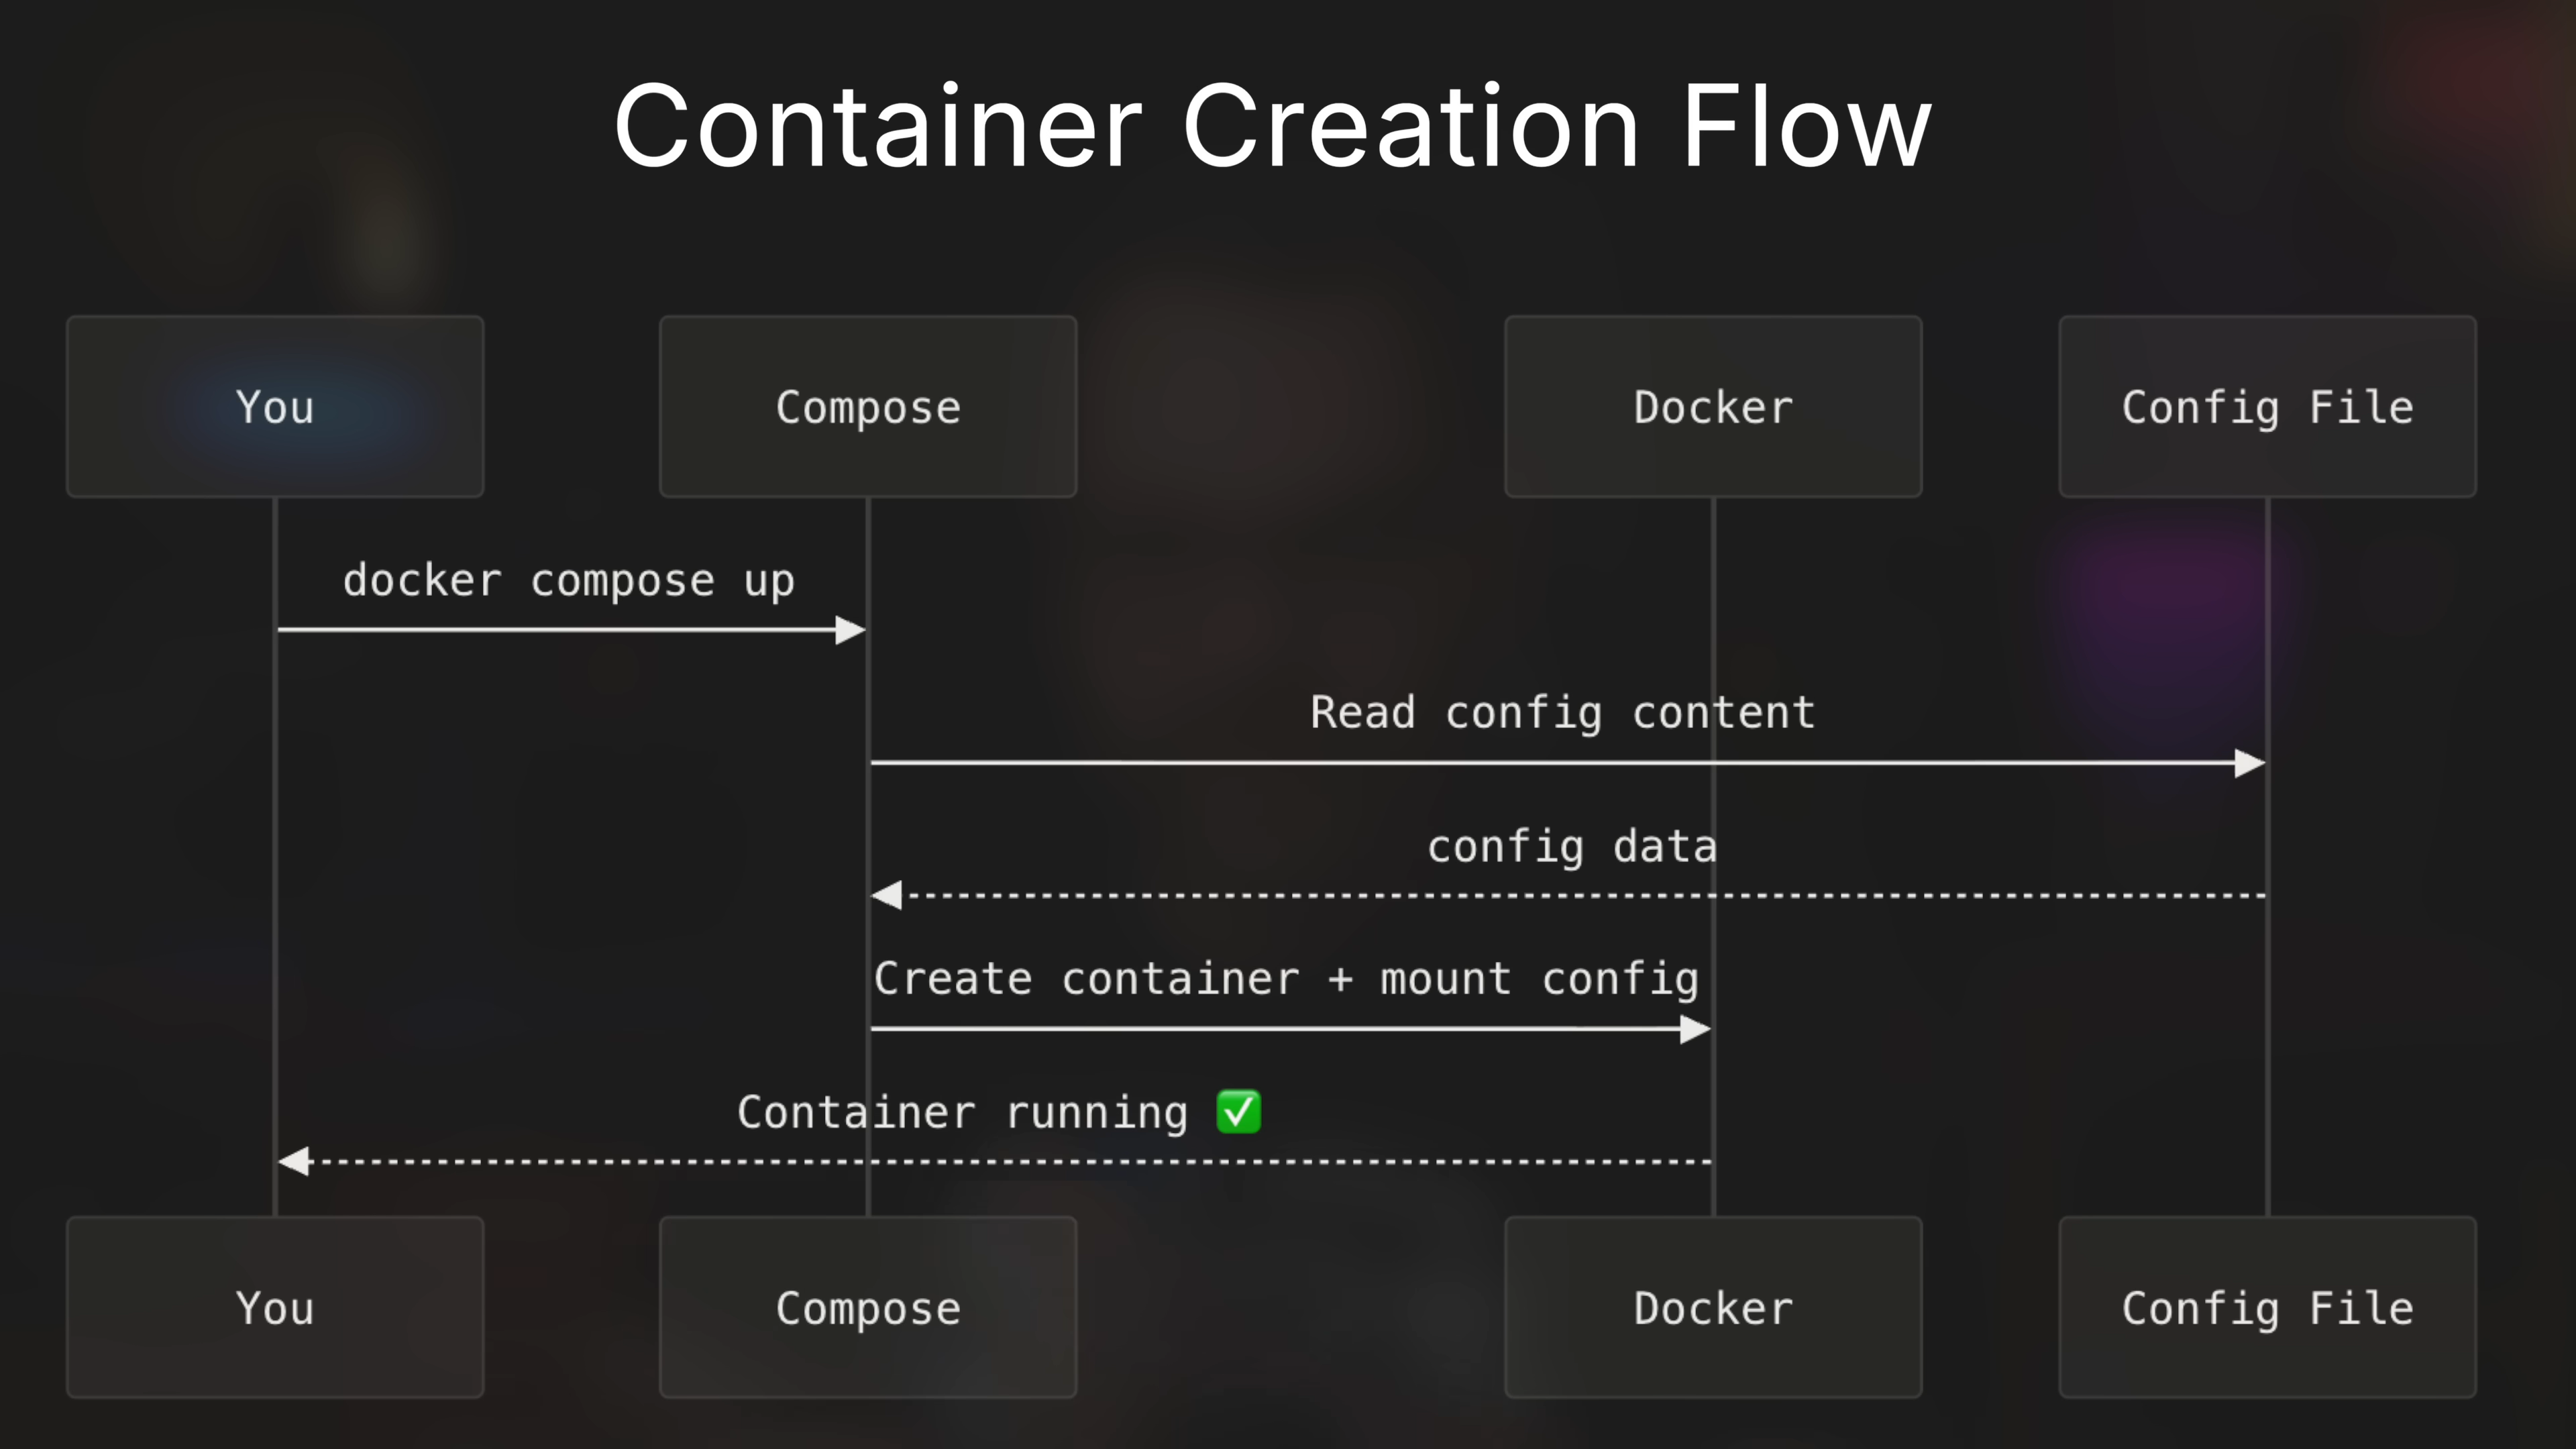 Container Creation Flow
You
Compose
Docker
Config File
docker compose up
Read config content
config data
Create container + mount config
Container running ✅
You
Compose
Docker
Config File